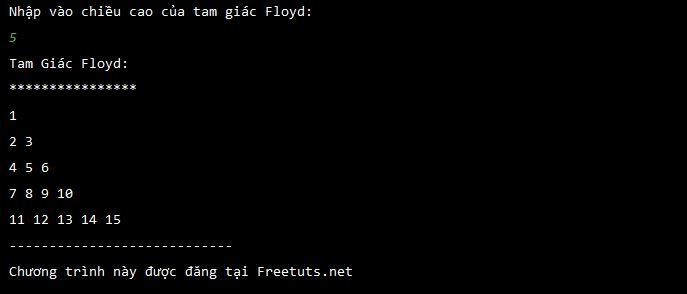 Nhập vào chiều cao của tam giác Floyd:
5
Tam Giác Floyd:
****************
1
2 3
4 5 6
7 8 9 10
11 12 13 14 15
----------------------------
Chương trình này được đăng tại Freetuts.net